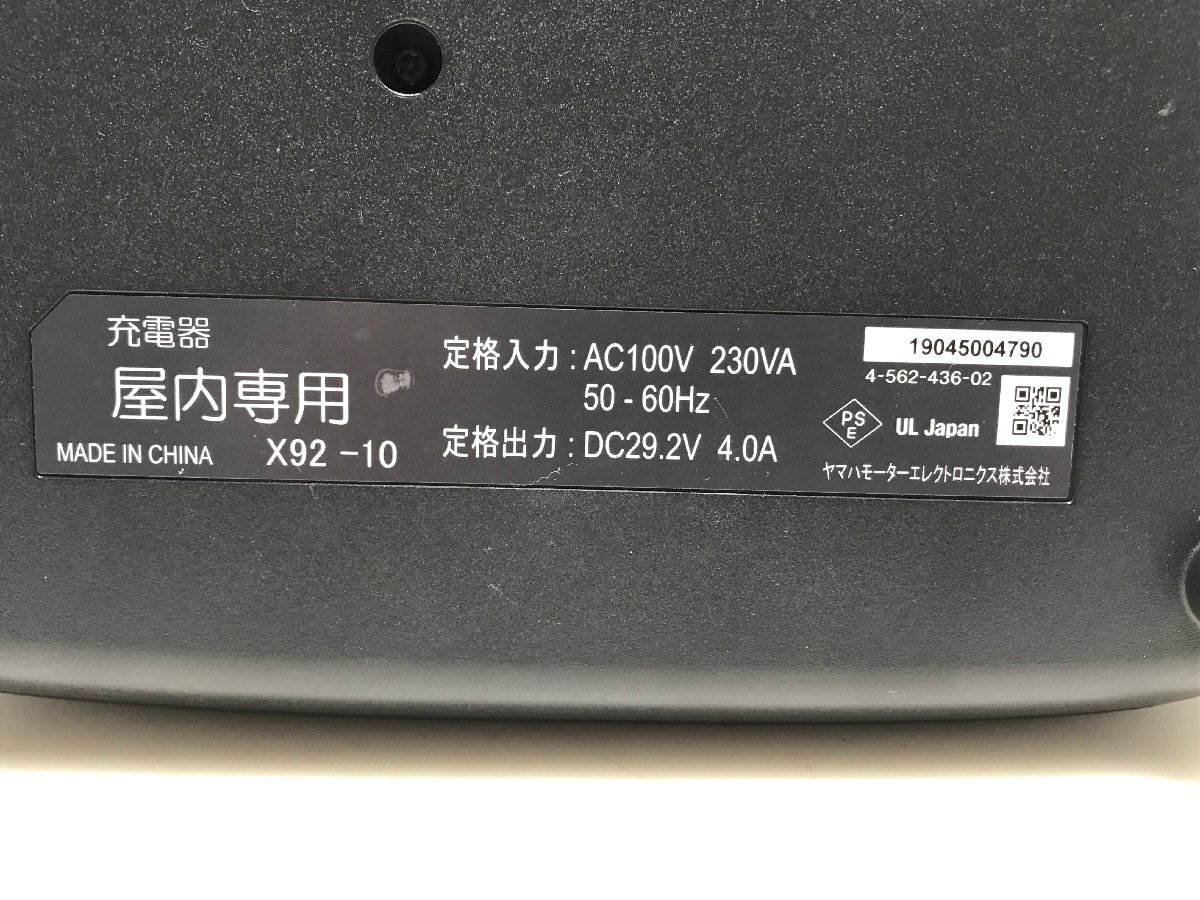 充電器
屋内専用
MADE IN CHINA X92 -10
定格入力 : AC100V 230VA
50 - 60Hz
定格出力 : DC29.2V 4.0A
19045004790
4-562-436-02
PS
E
UL Japan
ヤマハモーターエレクトロニクス株式会社